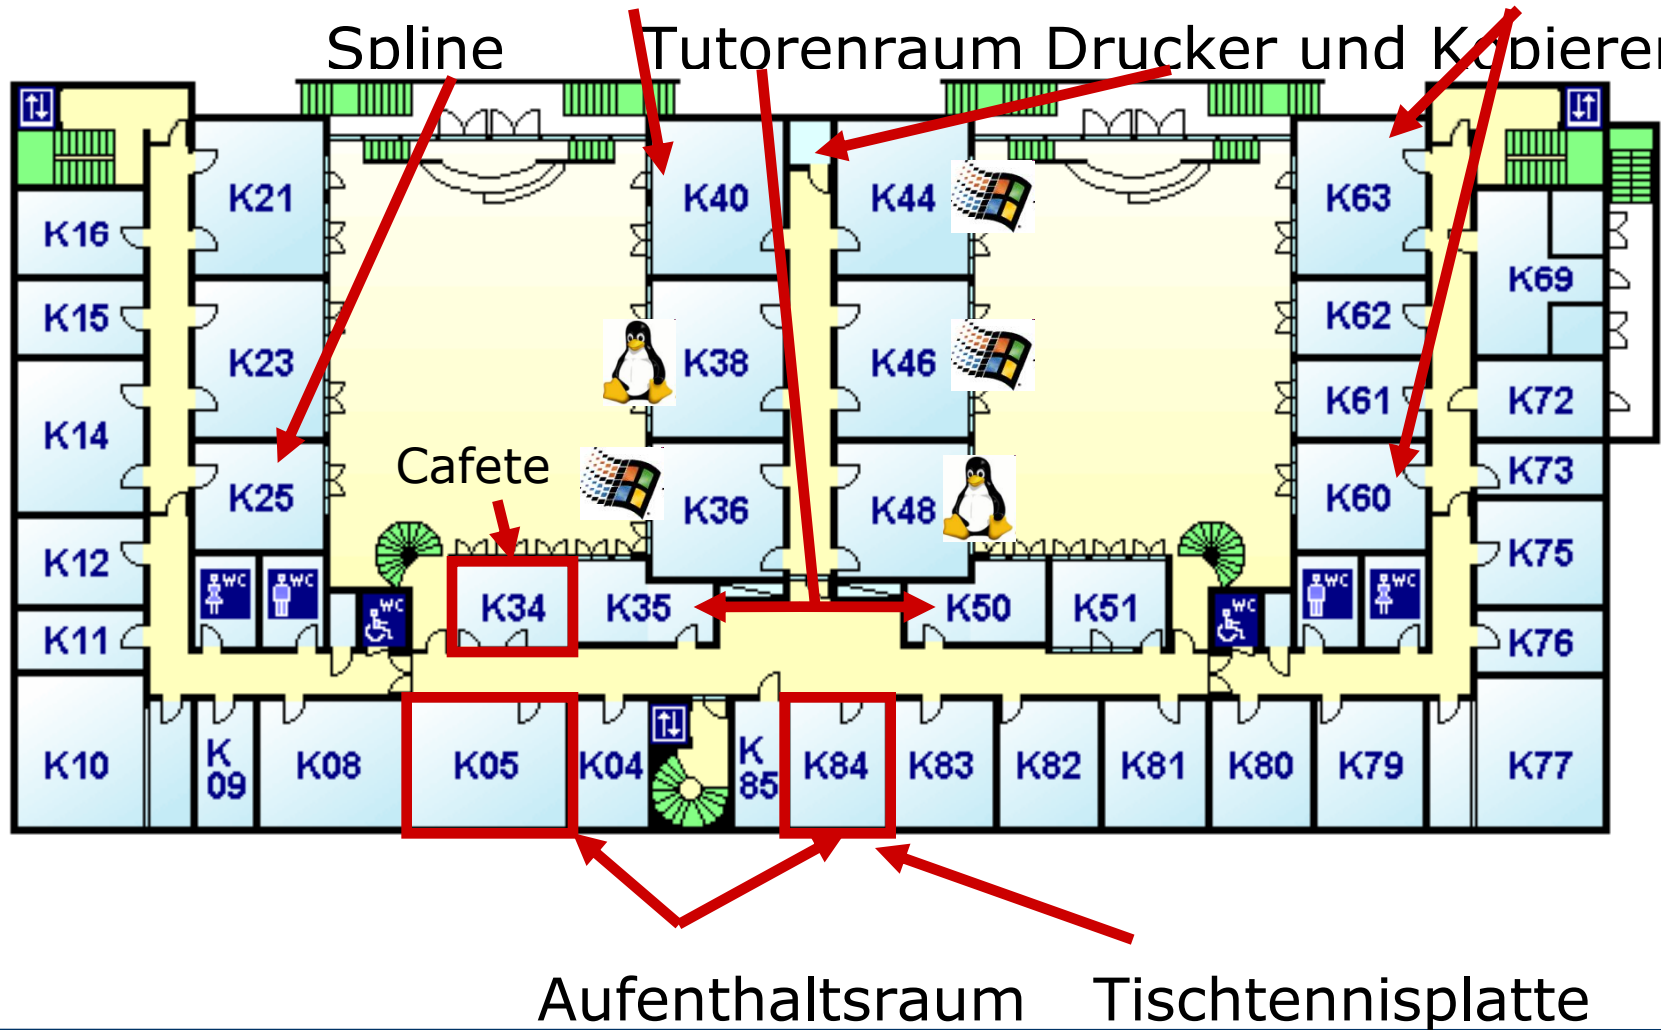 Spline
Tutorenraum
Drucker und Kopierer
K21
K40
K44
K63
K16
K69
K15
K62
K23
K38
K46
K61
K72
K14
Cafete
K73
K25
K36
K48
K60
K12
K75
WC
WC
WC
WC
WC
WC
K34
K35
K50
K51
K11
K76
K10
K
09
K08
K05
K04
K
85
K84
K83
K82
K81
K80
K79
K77
Aufenthaltsraum
Tischtennisplatte